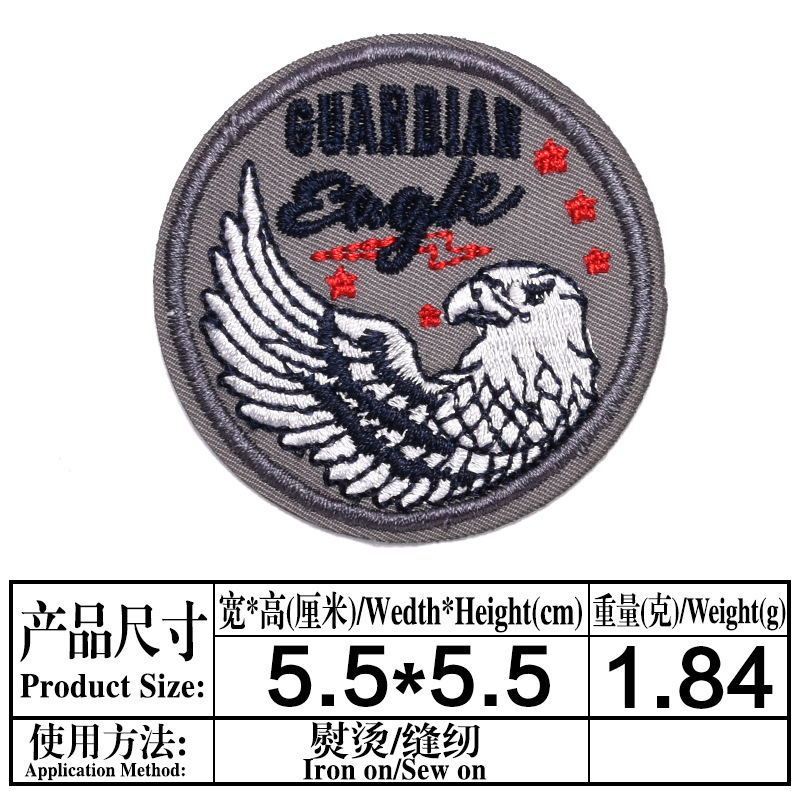 GUARDIAN
Eagle
产品尺寸
Product Size:
宽*高(厘米)/Wedth*Height(cm)
重量(克)/Weight(g)
5.5*5.5
1.84
使用方法:
Application Method:
熨烫/缝纫
Iron on/Sew on